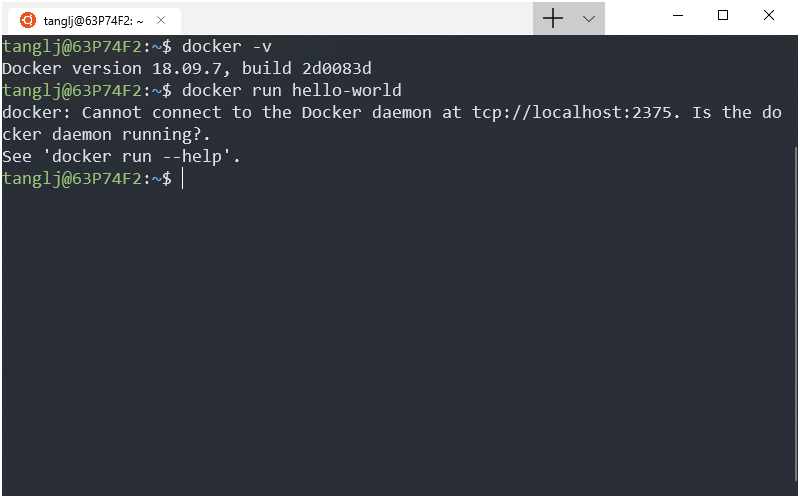 tanglj@63P74F2: ~
tanglj@63P74F2:~$ docker -v
Docker version 18.09.7, build 2d0083d
tanglj@63P74F2:~$ docker run hello-world
docker: Cannot connect to the Docker daemon at tcp://localhost:2375. Is the do
cker daemon running?.
See 'docker run --help'.
tanglj@63P74F2:~$